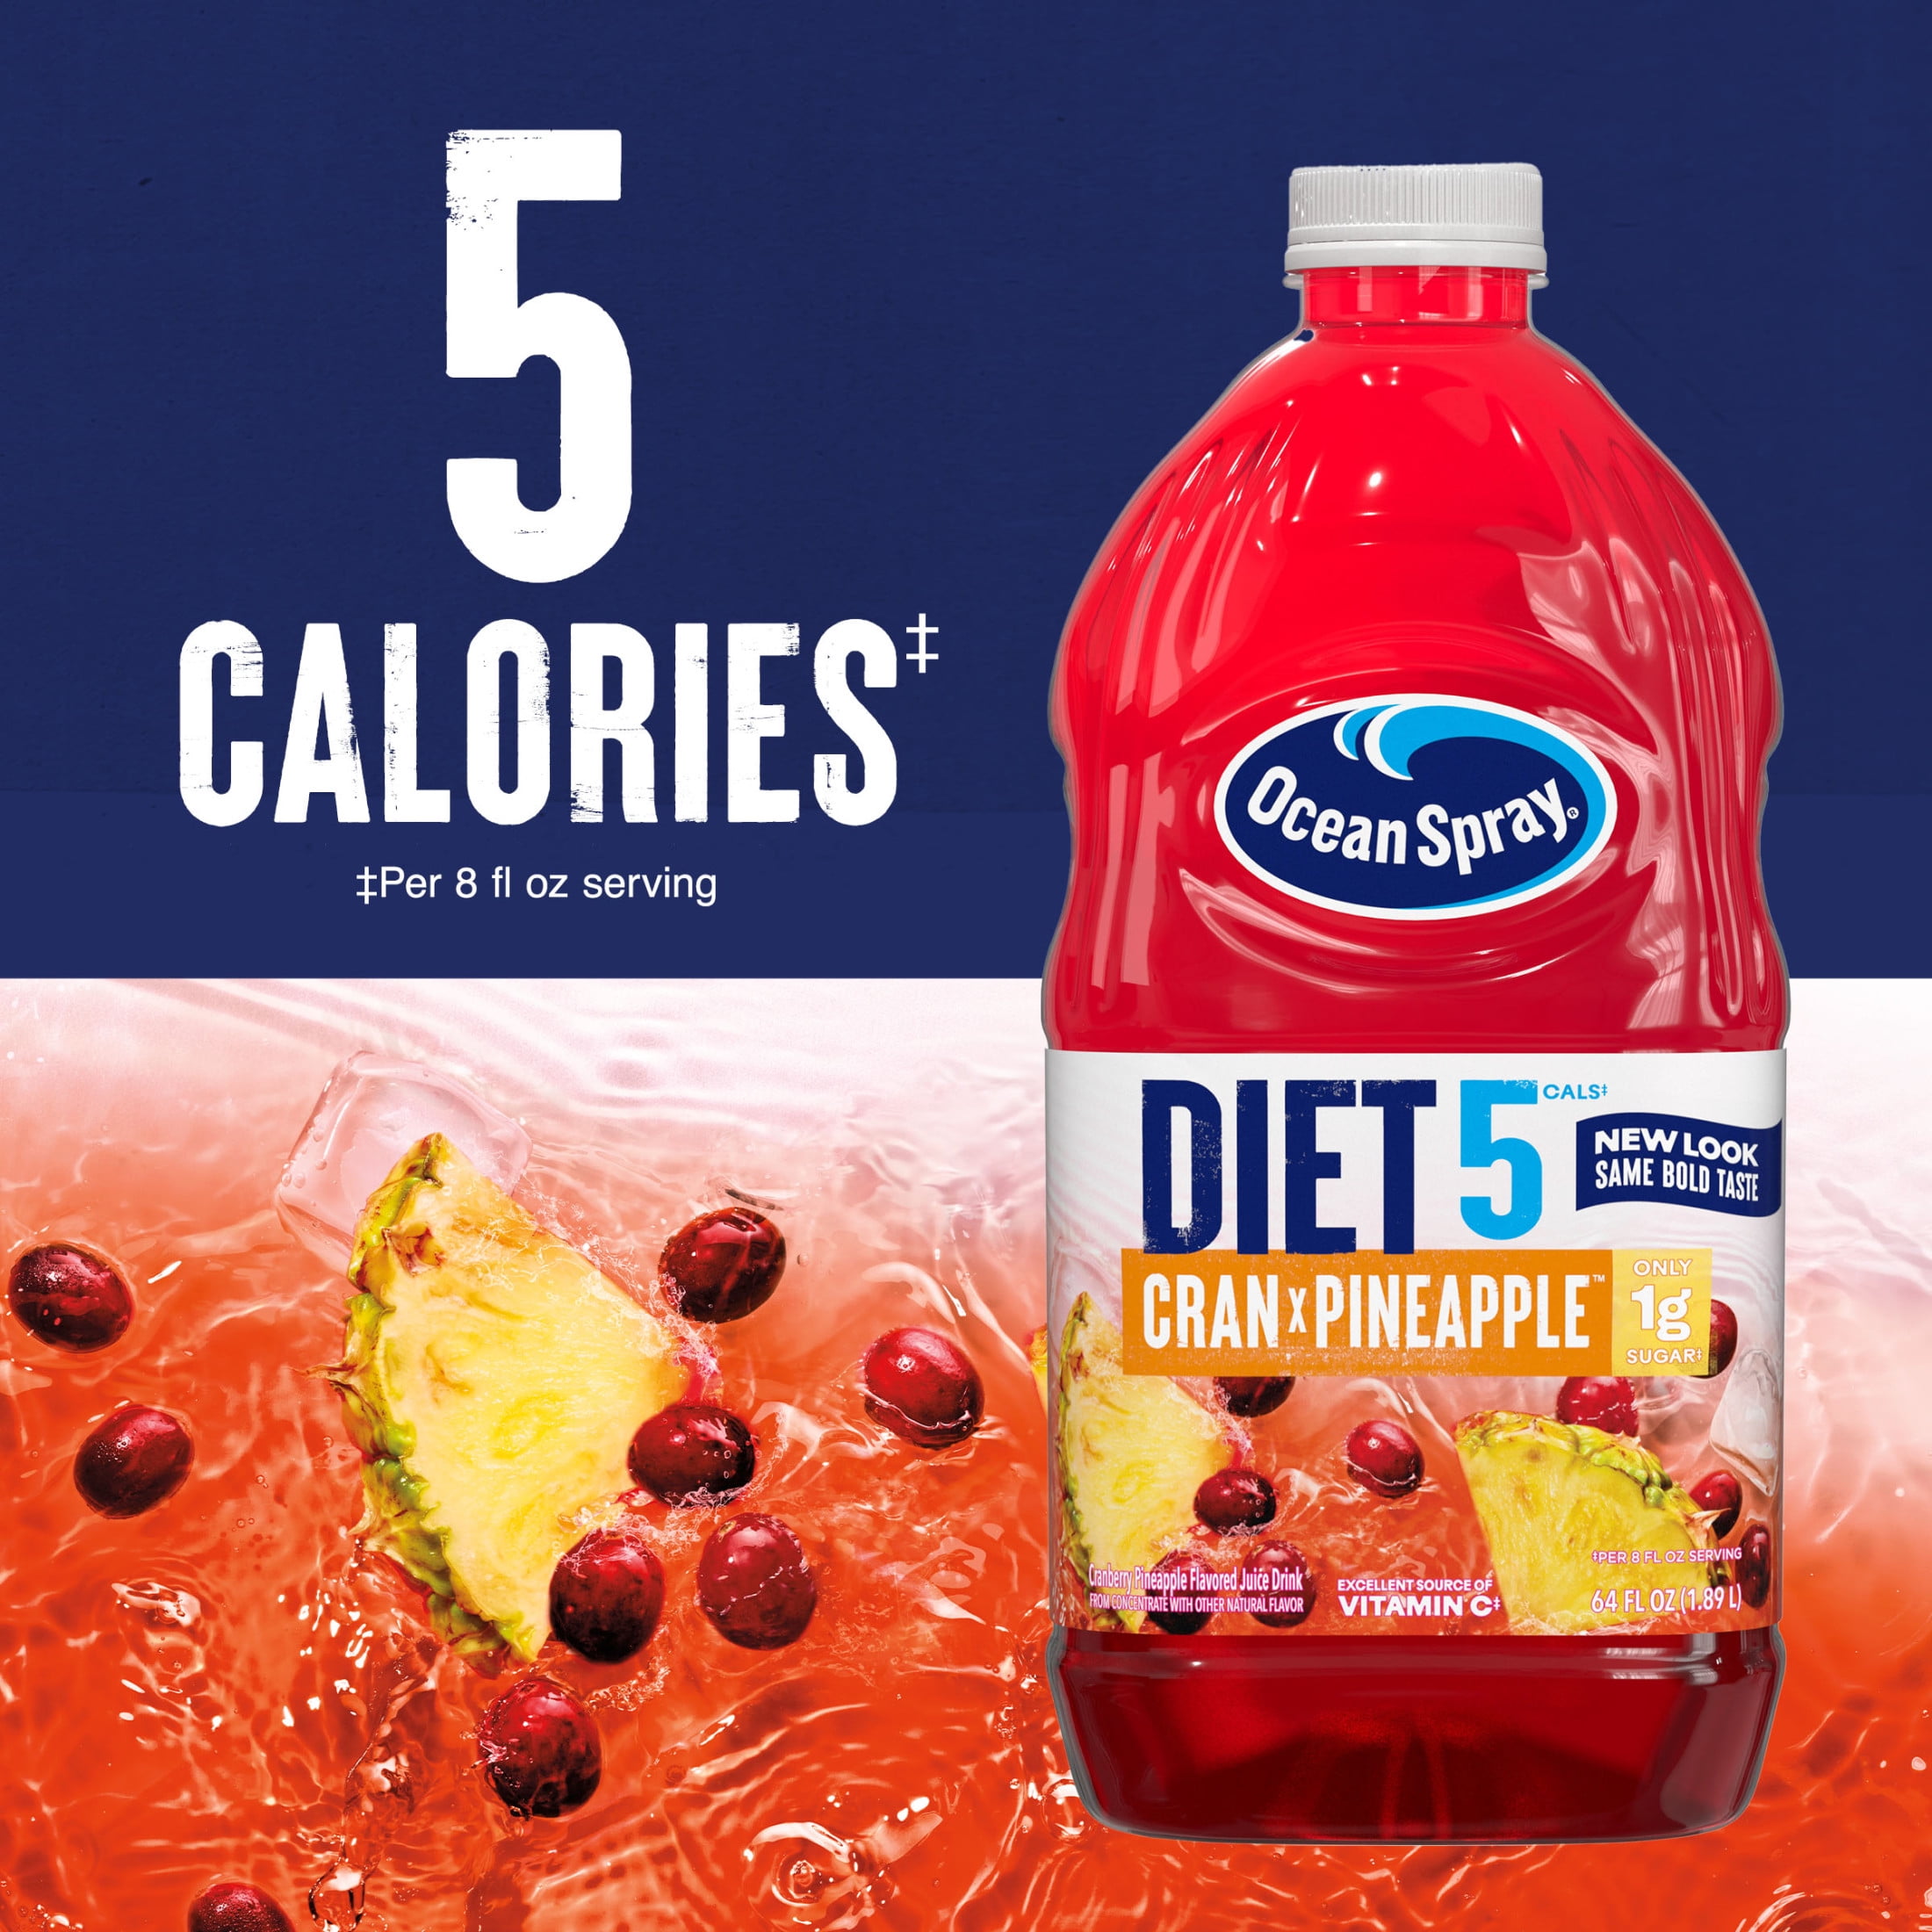 5
CALORIES‡
‡Per 8 fl oz serving
Ocean Spray®
DIET 5 CALS‡
NEW LOOK
SAME BOLD TASTE
CRAN X PINEAPPLE™
ONLY
1g
SUGAR‡
‡PER 8 FL OZ SERVING
Cranberry Pineapple Flavored Juice Drink
FROM CONCENTRATE WITH OTHER NATURAL FLAVOR
EXCELLENT SOURCE OF
VITAMIN C‡
64 FL OZ (1.89 L)